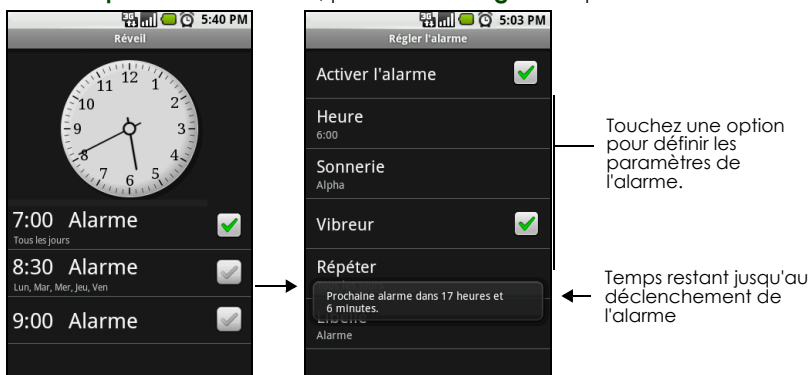 3G 5:40 PM
Réveil
12
11
1
10
2
9
3
8
4
7
5
6
7:00 Alarme
Tous les jours
8:30 Alarme
Lun, Mar, Mer, Jeu, Ven
9:00 Alarme
3G 5:03 PM
Régler l'alarme
Activer l'alarme
Heure
6:00
Sonnerie
Alpha
Vibreur
Répéter
Prochaine alarme dans 17 heures et
6 minutes.
Libellé
Alarme
Touchez une option
pour définir les
paramètres de
l'alarme.
Temps restant jusqu'au
déclenchement de
l'alarme